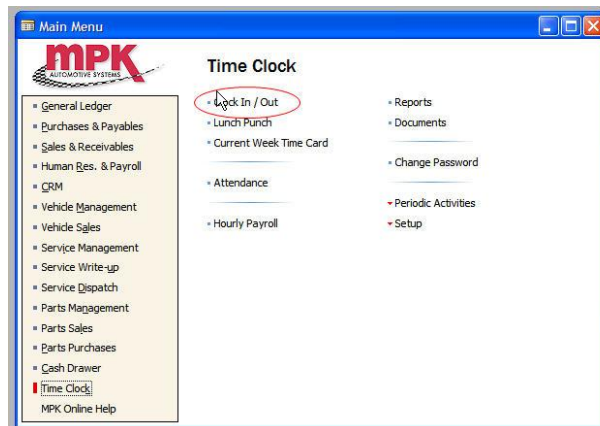 Main Menu
MPK
AUTOMOTIVE SYSTEMS
General Ledger
Purchases & Payables
Sales & Receivables
Human Res. & Payroll
CRM
Vehicle Management
Vehicle Sales
Service Management
Service Write-up
Service Dispatch
Parts Management
Parts Sales
Parts Purchases
Cash Drawer
Time Clock
MPK Online Help
Time Clock
Clock In / Out
Lunch Punch
Current Week Time Card
Attendance
Hourly Payroll
Reports
Documents
Change Password
Periodic Activities
Setup